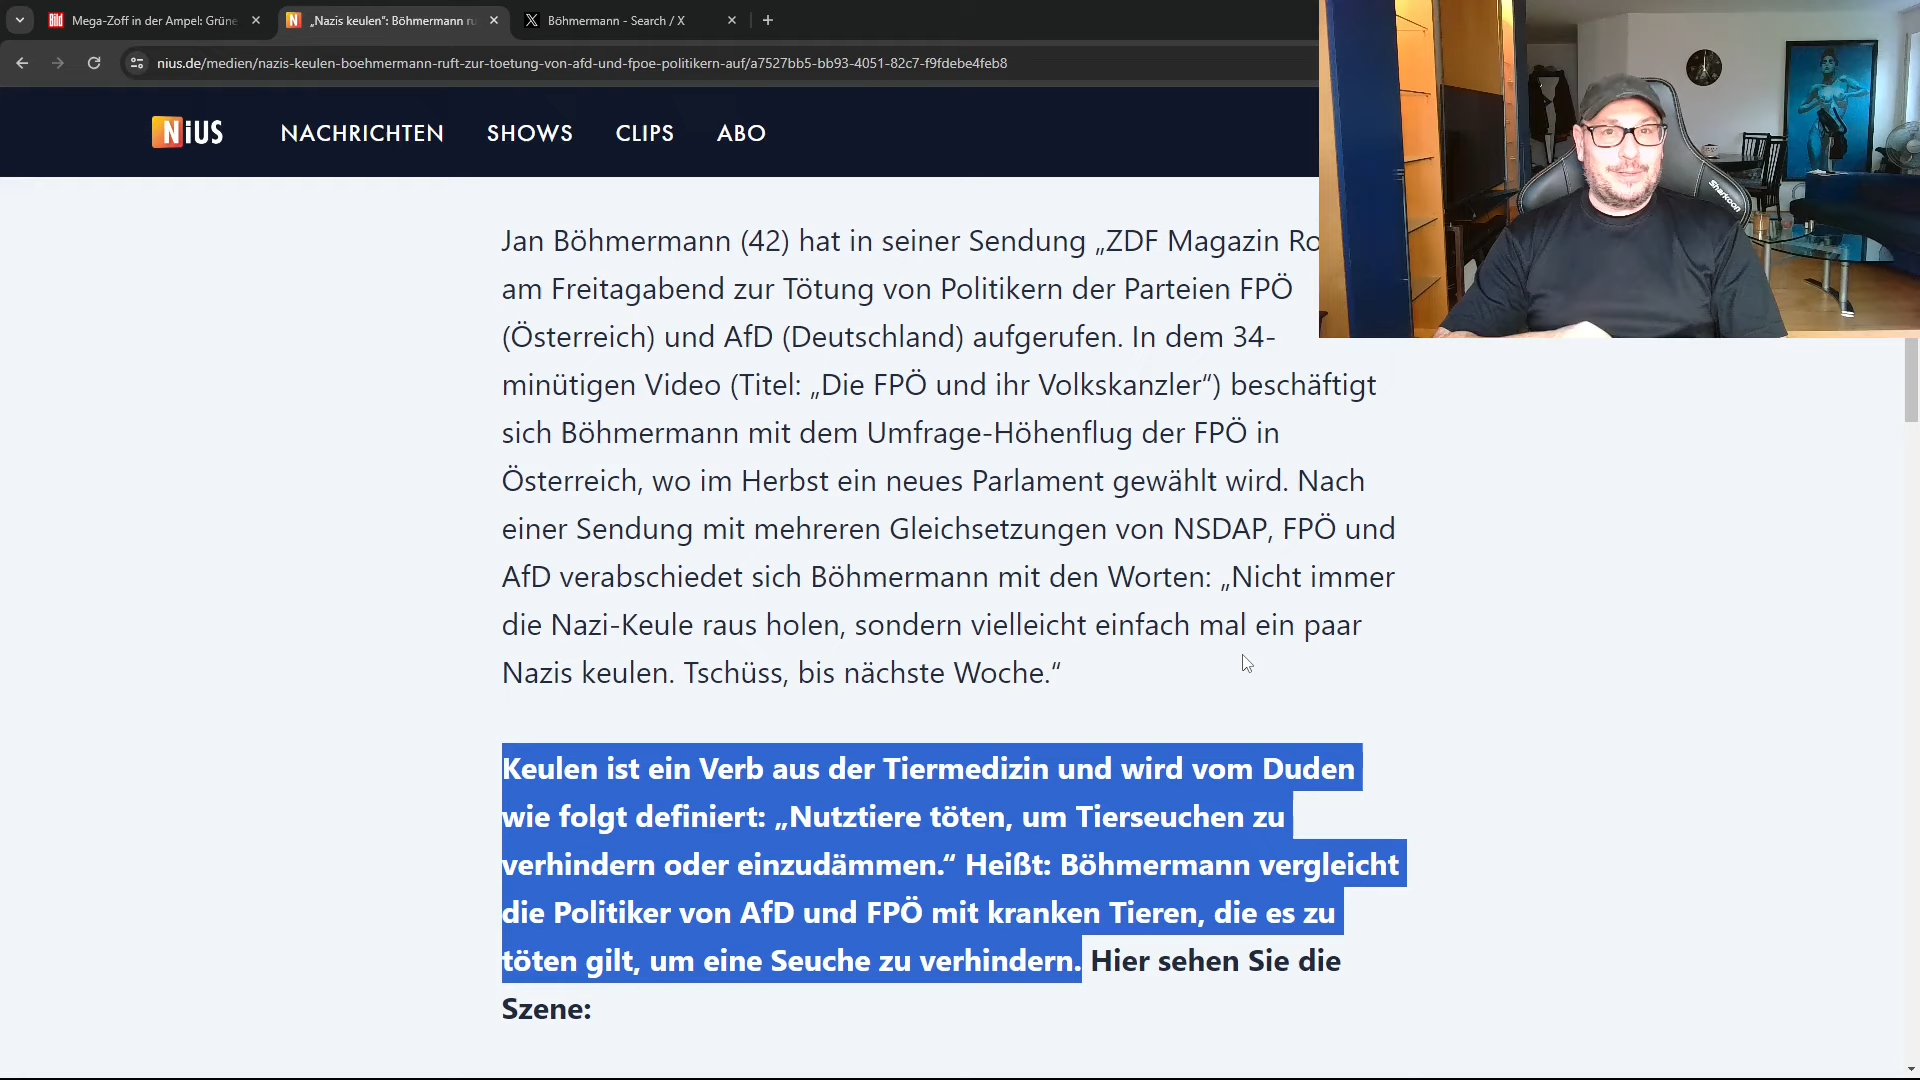 Mega-Zoff in der Ampel: Grüne
„Nazis keulen“: Böhmermann ru
Böhmermann - Search / X
nius.de/medien/nazis-keulen-boehmermann-ruft-zur-toetung-von-afd-und-fpoe-politikern-auf/a7527bb5-bb93-4051-82c7-f9fdebe4feb8
NiUS NACHRICHTEN SHOWS CLIPS ABO
Jan Böhmermann (42) hat in seiner Sendung „ZDF Magazin Ro
am Freitagabend zur Tötung von Politikern der Parteien FPÖ
(Österreich) und AfD (Deutschland) aufgerufen. In dem 34-
minütigen Video (Titel: „Die FPÖ und ihr Volkskanzler“) beschäftigt
sich Böhmermann mit dem Umfrage-Höhenflug der FPÖ in
Österreich, wo im Herbst ein neues Parlament gewählt wird. Nach
einer Sendung mit mehreren Gleichsetzungen von NSDAP, FPÖ und
AfD verabschiedet sich Böhmermann mit den Worten: „Nicht immer
die Nazi-Keule raus holen, sondern vielleicht einfach mal ein paar
Nazis keulen. Tschüss, bis nächste Woche.“
Keulen ist ein Verb aus der Tiermedizin und wird vom Duden
wie folgt definiert: „Nutztiere töten, um Tierseuchen zu
verhindern oder einzudämmen.“ Heißt: Böhmermann vergleicht
die Politiker von AfD und FPÖ mit kranken Tieren, die es zu
töten gilt, um eine Seuche zu verhindern. Hier sehen Sie die
Szene:
Sharkoon
Bild